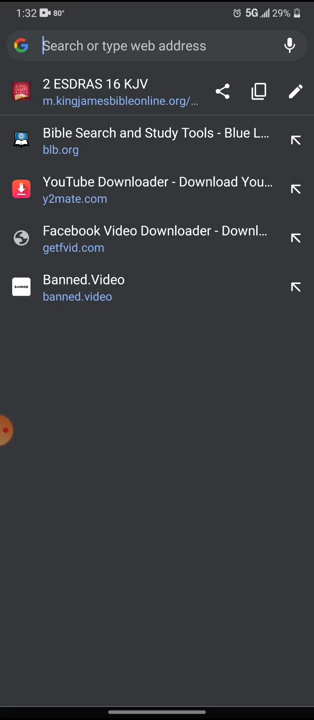 1:32 80° 5G 29%
Search or type web address
2 ESDRAS 16 KJV
m.kingjamesbibleonline.org/...
Bible Search and Study Tools - Blue L...
blb.org
YouTube Downloader - Download You...
y2mate.com
Facebook Video Downloader - Downl...
getfvid.com
BANNED
Banned.Video
banned.video